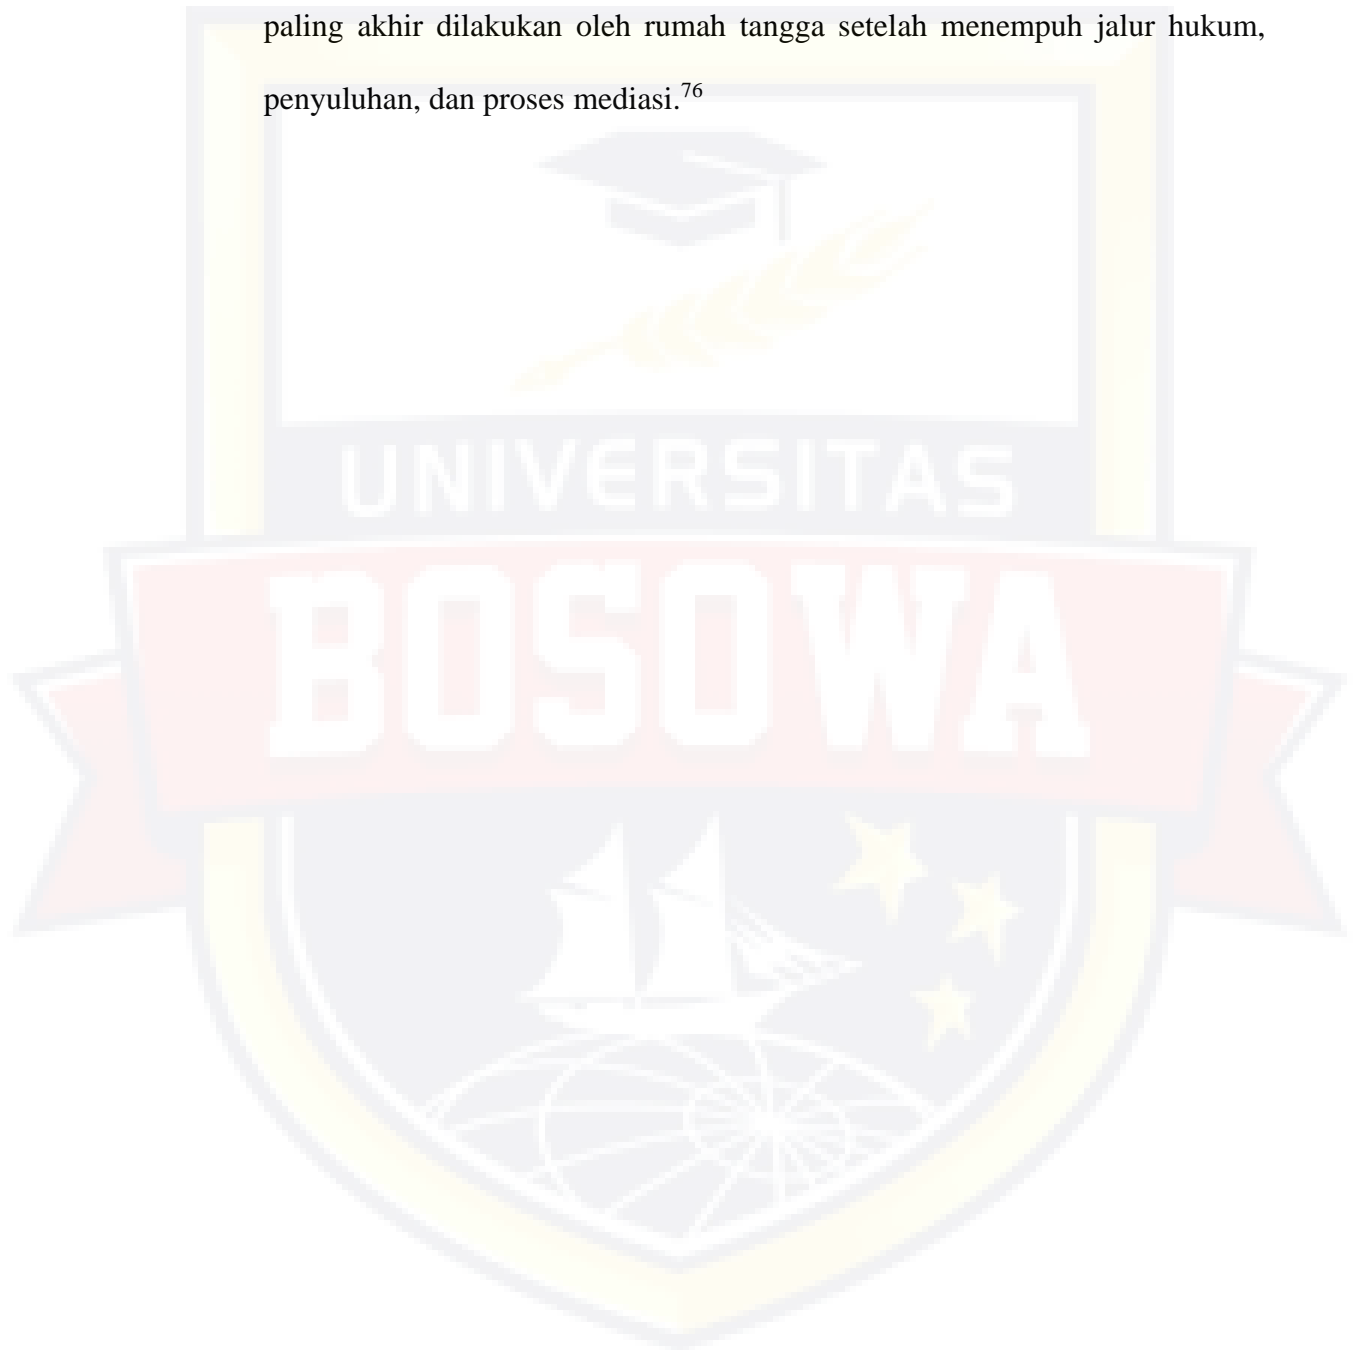 paling akhir dilakukan oleh rumah tangga setelah menempuh jalur hukum,
penyuluhan, dan proses mediasi.76
UNIVERSITAS
BOSOWA